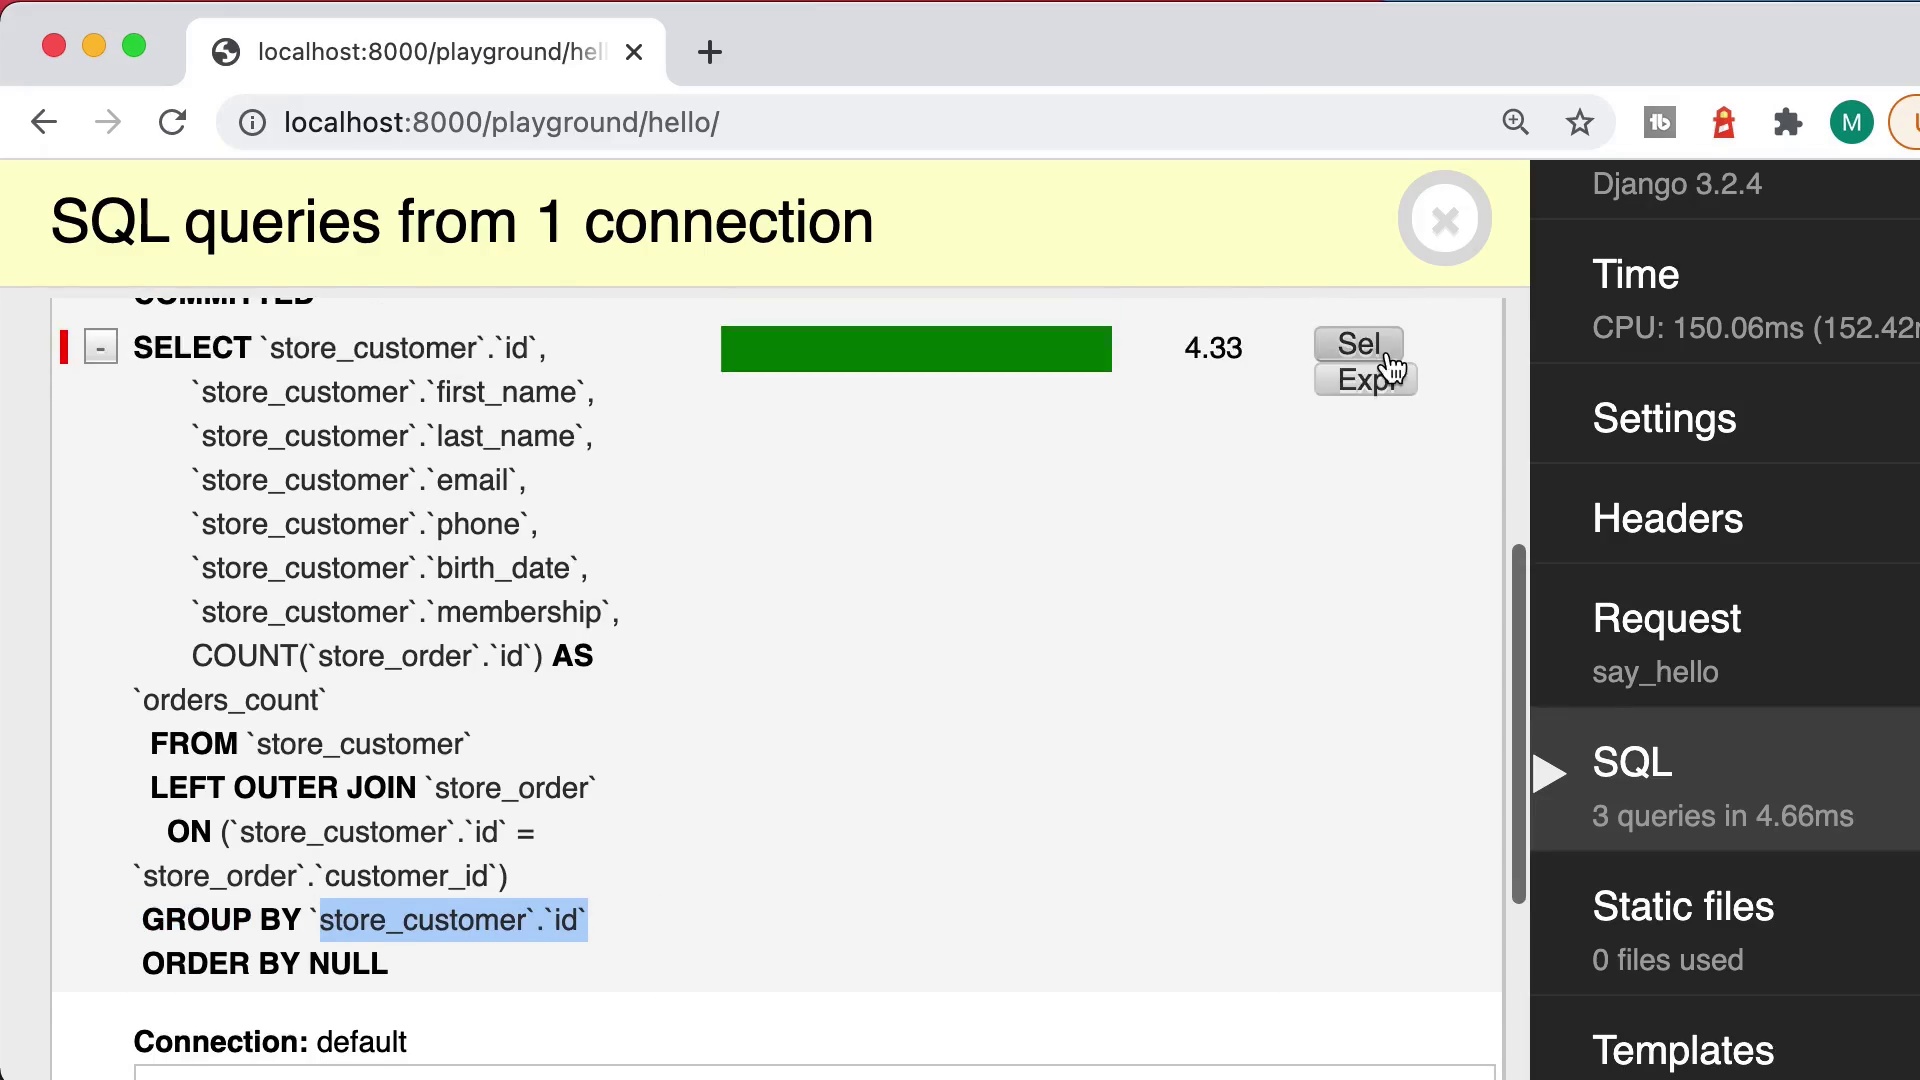 localhost:8000/playground/hel
localhost:8000/playground/hello/
M
SQL queries from 1 connection
COMMITTED
- SELECT `store_customer`.`id`,
4.33
Sel
Expl
`store_customer`.`first_name`,
`store_customer`.`last_name`,
`store_customer`.`email`,
`store_customer`.`phone`,
`store_customer`.`birth_date`,
`store_customer`.`membership`,
COUNT(`store_order`.`id`) AS
`orders_count`
FROM `store_customer`
LEFT OUTER JOIN `store_order`
ON (`store_customer`.`id` =
`store_order`.`customer_id`)
GROUP BY `store_customer`.`id`
ORDER BY NULL
Connection: default
Django 3.2.4
Time
CPU: 150.06ms (152.42
Settings
Headers
Request
say_hello
SQL
3 queries in 4.66ms
Static files
0 files used
Templates